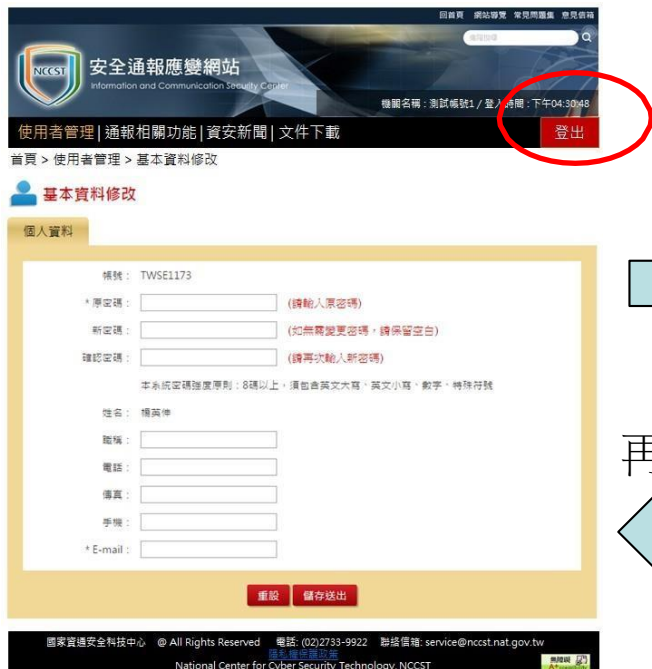 回首頁 網站導覽 常見問題集 意見信箱
NCCST
安全通報應變網站
Information and Communication Security Center
機關名稱：測試帳號1 / 登入時間：下午04:30:48
使用者管理| 通報相關功能| 資安新聞| 文件下載
登出
首頁 > 使用者管理 > 基本資料修改
基本資料修改
個人資料
帳號： TWSE1173
* 原密碼： (請輸入原密碼)
新密碼： (如無需變更密碼，請保留空白)
確認密碼： (請再次輸入新密碼)
本系統密碼強度原則：8碼以上，須包含英文大寫、英文小寫、數字、特殊符號
姓名： 楊英伸
職稱：
電話：
傳真：
手機：
* E-mail：
重設 儲存送出
再
國家資通安全科技中心 @ All Rights Reserved 電話: (02)2733-9922 聯絡信箱: service@nccst.nat.gov.tw
隱私權保護政策
National Center for Cyber Security Technology, NCCST